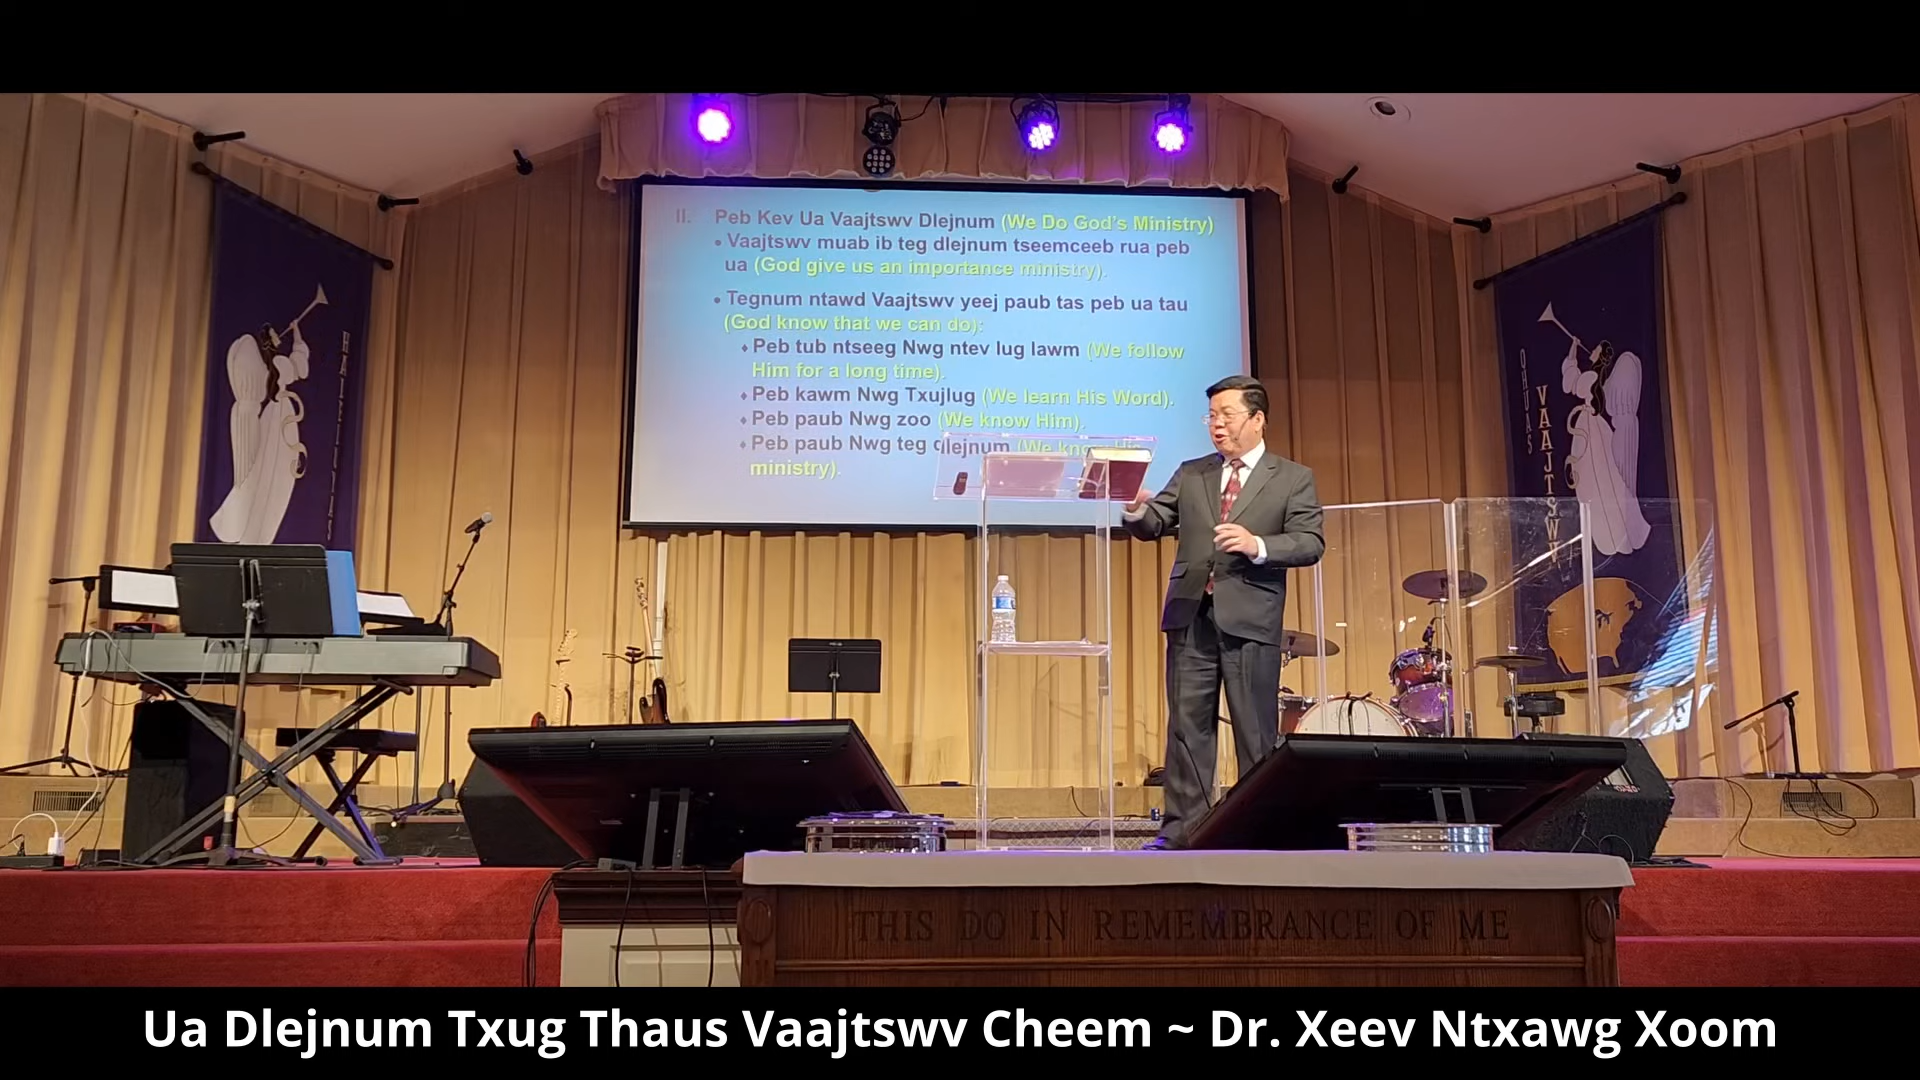 II. Peb Kev Ua Vaajtswv Dlejnum (We Do God's Ministry)
• Vaajtswv muab ib teg dlejnum tseemceeb rua peb
ua (God give us an importance ministry).
• Tegnum ntawd Vaajtswv yeej paub tas peb ua tau
(God know that we can do):
♦ Peb tub ntseeg Nwg ntev lug lawm (We follow
Him for a long time).
♦ Peb kawm Nwg Txujlug (We learn His Word).
♦ Peb paub Nwg zoo (We know Him).
♦ Peb paub Nwg teg dlejnum (We know His
ministry).
VAAJTSWV
THIS DO IN REMEMBRANCE OF ME
Ua Dlejnum Txug Thaus Vaajtswv Cheem ~ Dr. Xeev Ntxawg Xoom